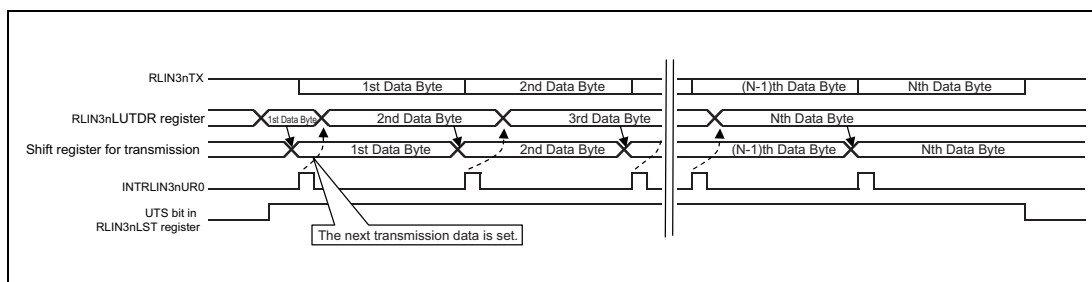 RLIN3nTX
1st Data Byte
2nd Data Byte
(N-1)th Data Byte
Nth Data Byte
RLIN3nLUTDR register
1st Data Byte
2nd Data Byte
3rd Data Byte
Nth Data Byte
Shift register for transmission
1st Data Byte
2nd Data Byte
(N-1)th Data Byte
Nth Data Byte
INTRLIN3nUR0
UTS bit in
RLIN3nLST register
The next transmission data is set.